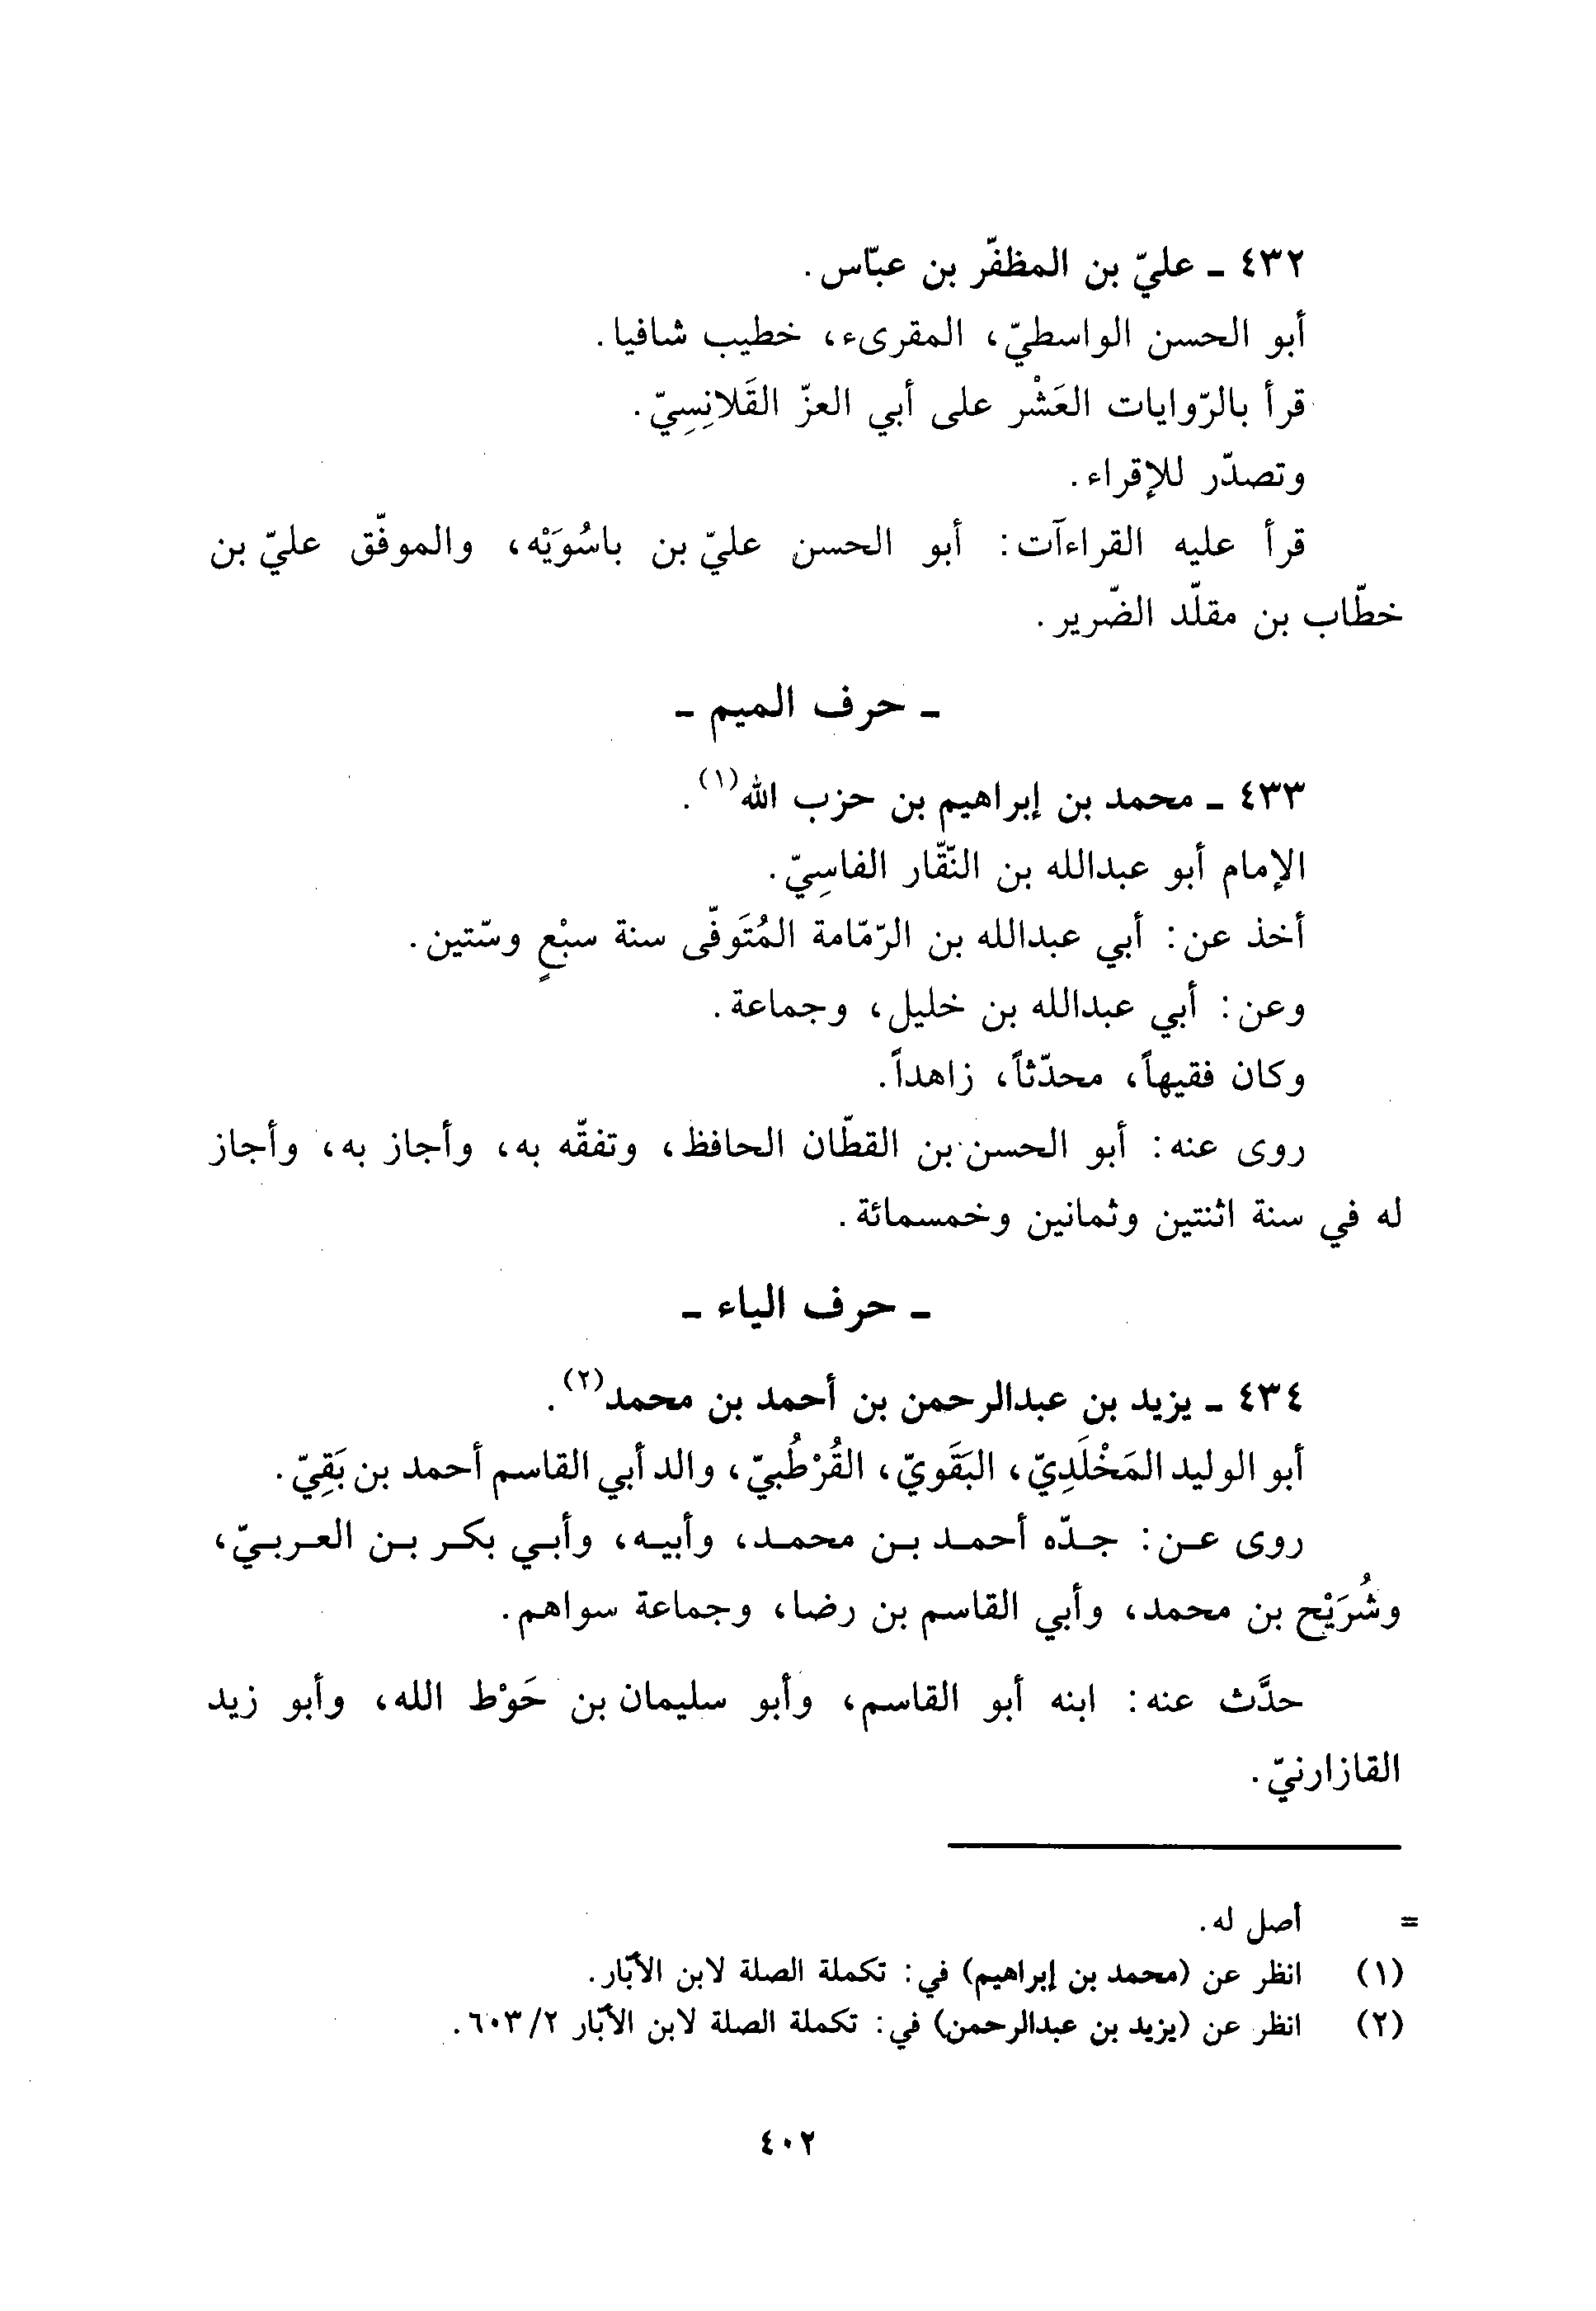 ٤٣٢ - عليّ بن المظفّر بن عبّاس.
أبو الحسن الواسطيّ، المقرىء، خطيب شافيا.
قرأ بالرّوايات العَشْر على أبي العزّ القَلانِسِيّ.
وتصدّر للإقراء.
قرأ عليه القراءآت: أبو الحسن عليّ بن باسُوَيْه، والموفّق عليّ بن
خطّاب بن مقلّد الضّرير.
- حرف الميم -
٤٣٣ - محمد بن إبراهيم بن حزب الله(١).
الإمام أبو عبدالله بن النّقّار الفاسِيّ.
أخذ عن: أبي عبدالله بن الرّمّامة المُتَوفّى سنة سبْعٍ وستّين.
وعن: أبي عبدالله بن خليل، وجماعة.
وكان فقيهاً، محدّثاً، زاهداً.
روى عنه: أبو الحسن بن القطّان الحافظ، وتفقّه به، وأجاز به، وأجاز
له في سنة اثنتين وثمانين وخمسمائة.
- حرف الياء -
٤٣٤ - يزيد بن عبدالرحمن بن أحمد بن محمد(٢).
أبو الوليد المَخْلَدِيّ، البَقَويّ، القُرْطُبيّ، والد أبي القاسم أحمد بن بَقِيّ.
روى عن: جدّه أحمد بن محمد، وأبيه، وأبي بكر بن العربيّ،
وشُرَيْح بن محمد، وأبي القاسم بن رضا، وجماعة سواهم.
حدَّث عنه: ابنه أبو القاسم، وأبو سليمان بن حَوْط الله، وأبو زيد
القازارنيّ.
= أصل له.
(١) انظر عن (محمد بن إبراهيم) في: تكملة الصلة لابن الأبّار.
(٢) انظر عن (يزيد بن عبدالرحمن) في: تكملة الصلة لابن الأبّار ٢/٦٠٣.
٤٠٢